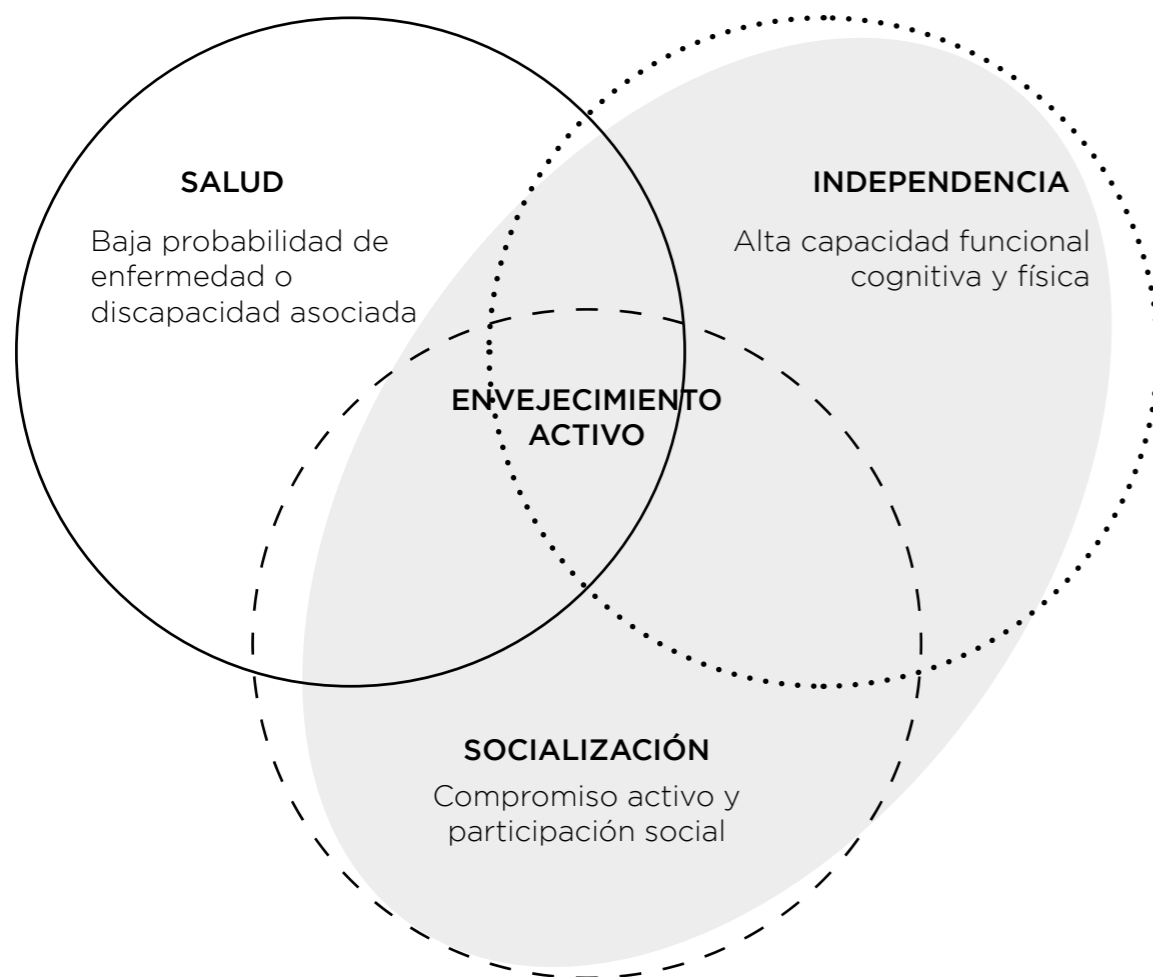 SALUD
Baja probabilidad de
enfermedad o
discapacidad asociada
INDEPENDENCIA
Alta capacidad funcional
cognitiva y física
ENVEJECIMIENTO
ACTIVO
SOCIALIZACIÓN
Compromiso activo y
participación social